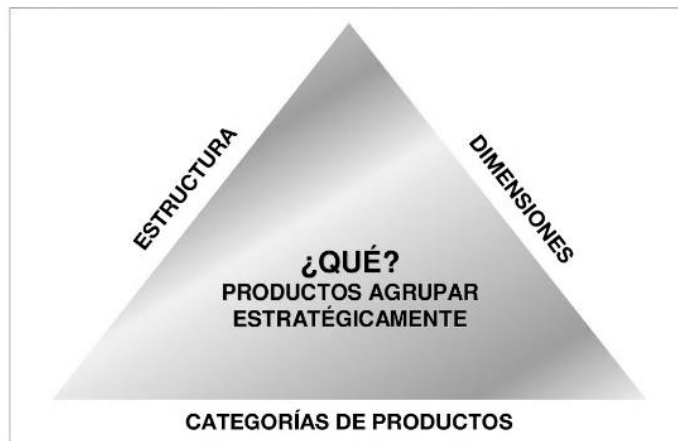 ESTRUCTURA
DIMENSIONES
¿QUÉ?
PRODUCTOS AGRUPAR
ESTRATÉGICAMENTE
CATEGORÍAS DE PRODUCTOS